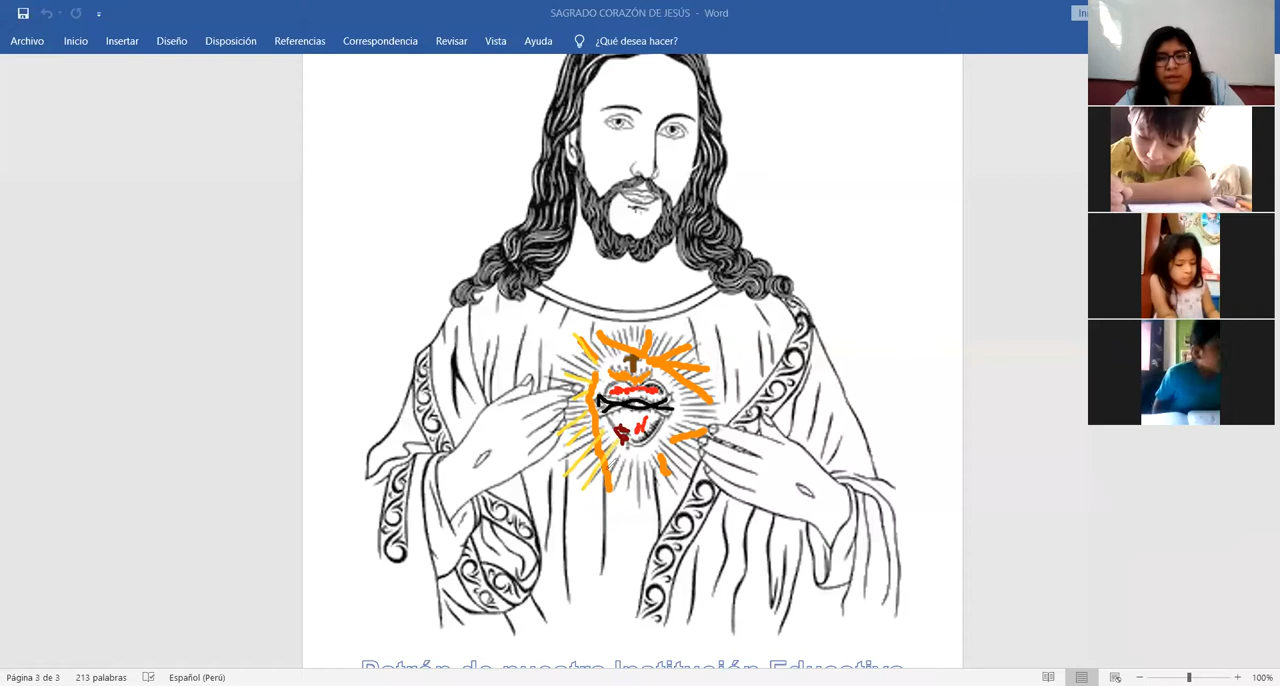 SAGRADO CORAZÓN DE JESÚS - Word
Archivo Inicio Insertar Diseño Disposición Referencias Correspondencia Revisar Vista Ayuda ¿Qué desea hacer?
Patrón de nuestra Institución Educativa
Página 3 de 3 213 palabras Español (Perú) 100%